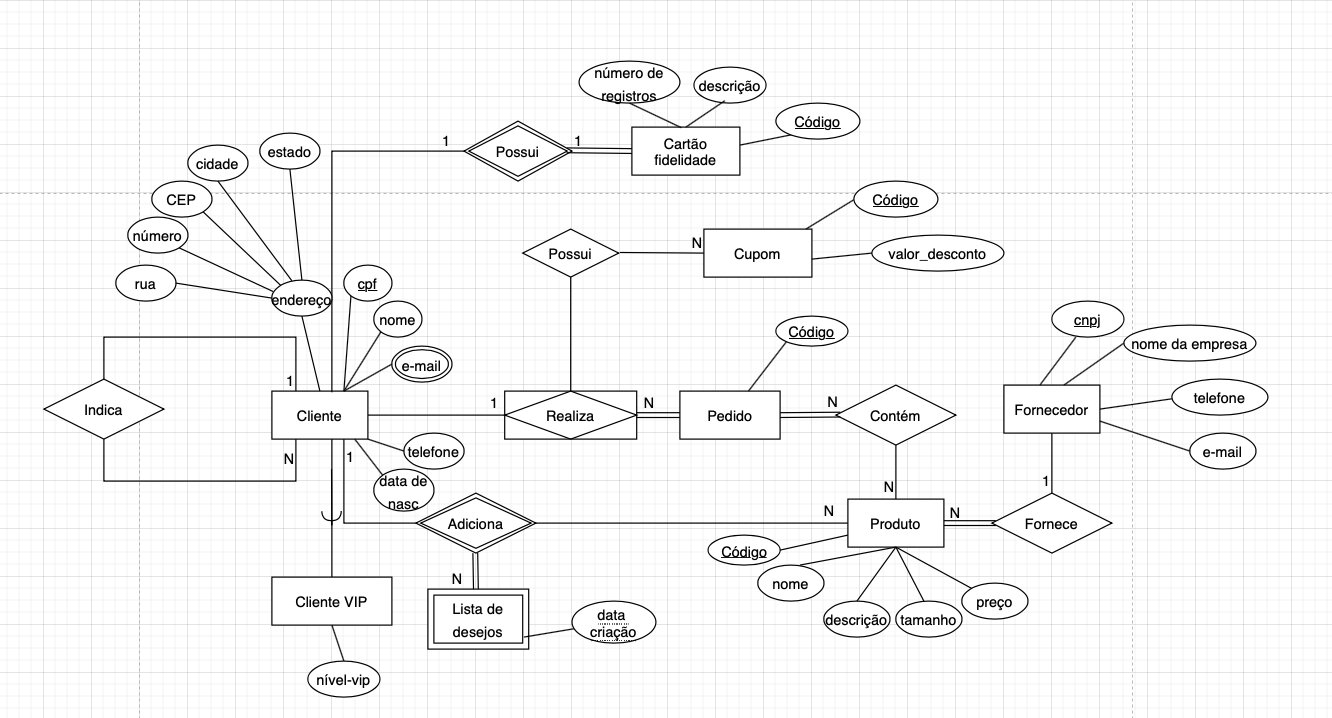 número de
registros
descrição
Código
Cartão
fidelidade
1
Possui
1
estado
cidade
CEP
número
rua
endereço
Código
Cupom
N
Possui
valor_desconto
cpf
nome
e-mail
Código
cnpj
nome da empresa
telefone
e-mail
Fornecedor
Indica
1
N
Cliente
1
Realiza
N
Pedido
N
Contém
telefone
1
data de
nasc
N
1
Adiciona
N
Produto
N
Fornece
Código
nome
descrição
tamanho
preço
N
Lista de
desejos
data
criação
Cliente VIP
nível-vip